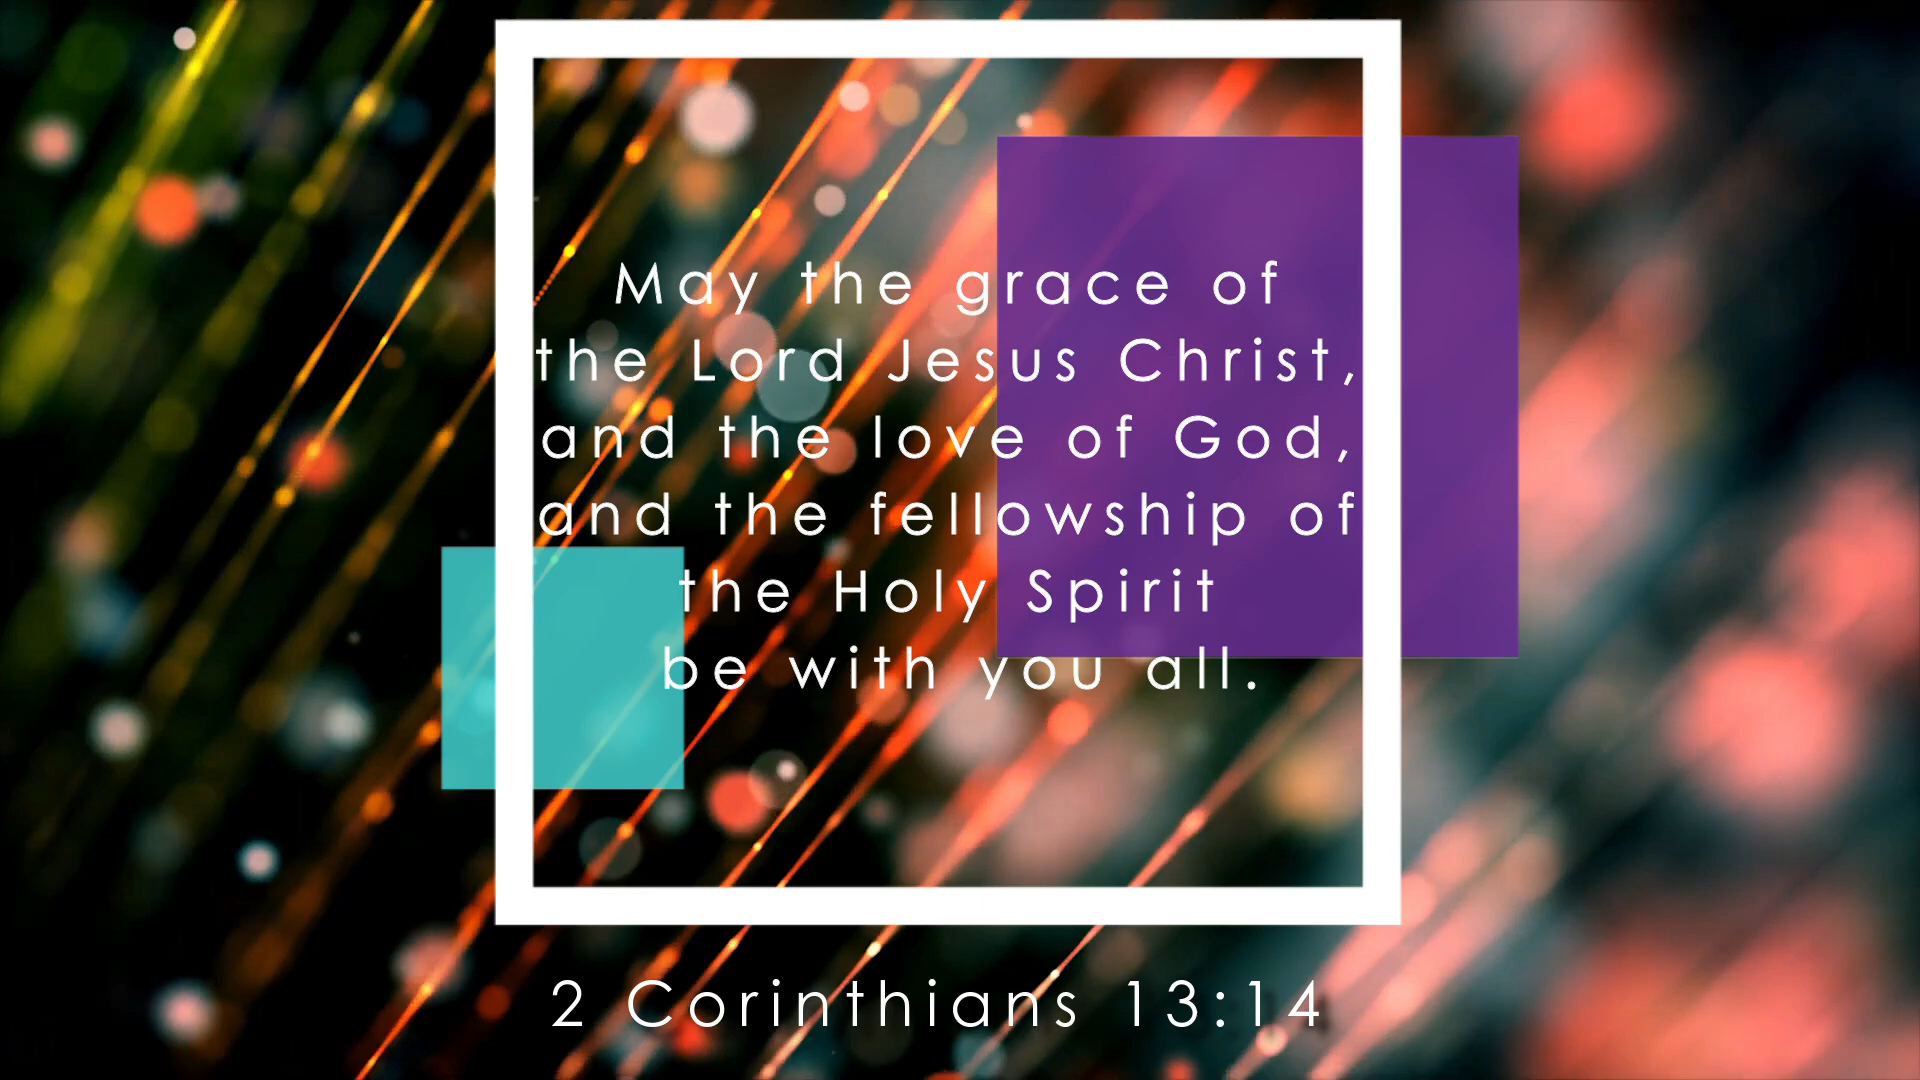 May the grace of
the Lord Jesus Christ,
and the love of God,
and the fellowship of
the Holy Spirit
be with you all.
2 Corinthians 13:14